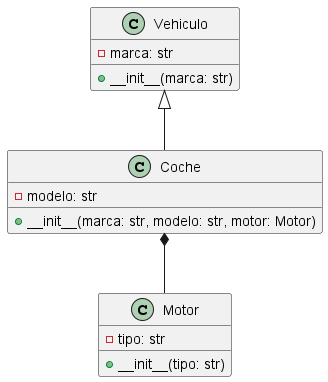 C Vehiculo
marca: str
__init__(marca: str)
C Coche
modelo: str
__init__(marca: str, modelo: str, motor: Motor)
C Motor
tipo: str
__init__(tipo: str)